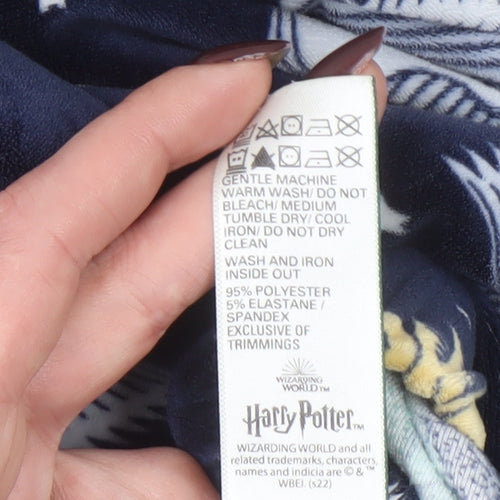 GENTLE MACHINE
WARM WASH/ DO NOT
BLEACH/ MEDIUM
TUMBLE DRY/ COOL
IRON/ DO NOT DRY
CLEAN
WASH AND IRON
INSIDE OUT
95% POLYESTER
5% ELASTANE/
SPANDEX
EXCLUSIVE OF
TRIMMINGS
WIZARDING
WORLD™
Harry Potter™
WIZARDING WORLD and all
related trademarks, characters,
names and indicia are © & ™
WBEI. (s22)